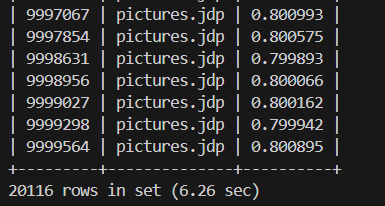 | 9997067 | pictures.jdp | 0.800993 |
| 9997854 | pictures.jdp | 0.800575 |
| 9998631 | pictures.jdp | 0.799893 |
| 9998956 | pictures.jdp | 0.800066 |
| 9999027 | pictures.jdp | 0.800162 |
| 9999298 | pictures.jdp | 0.799942 |
| 9999564 | pictures.jdp | 0.800895 |
+---------+--------------+----------+
20116 rows in set (6.26 sec)